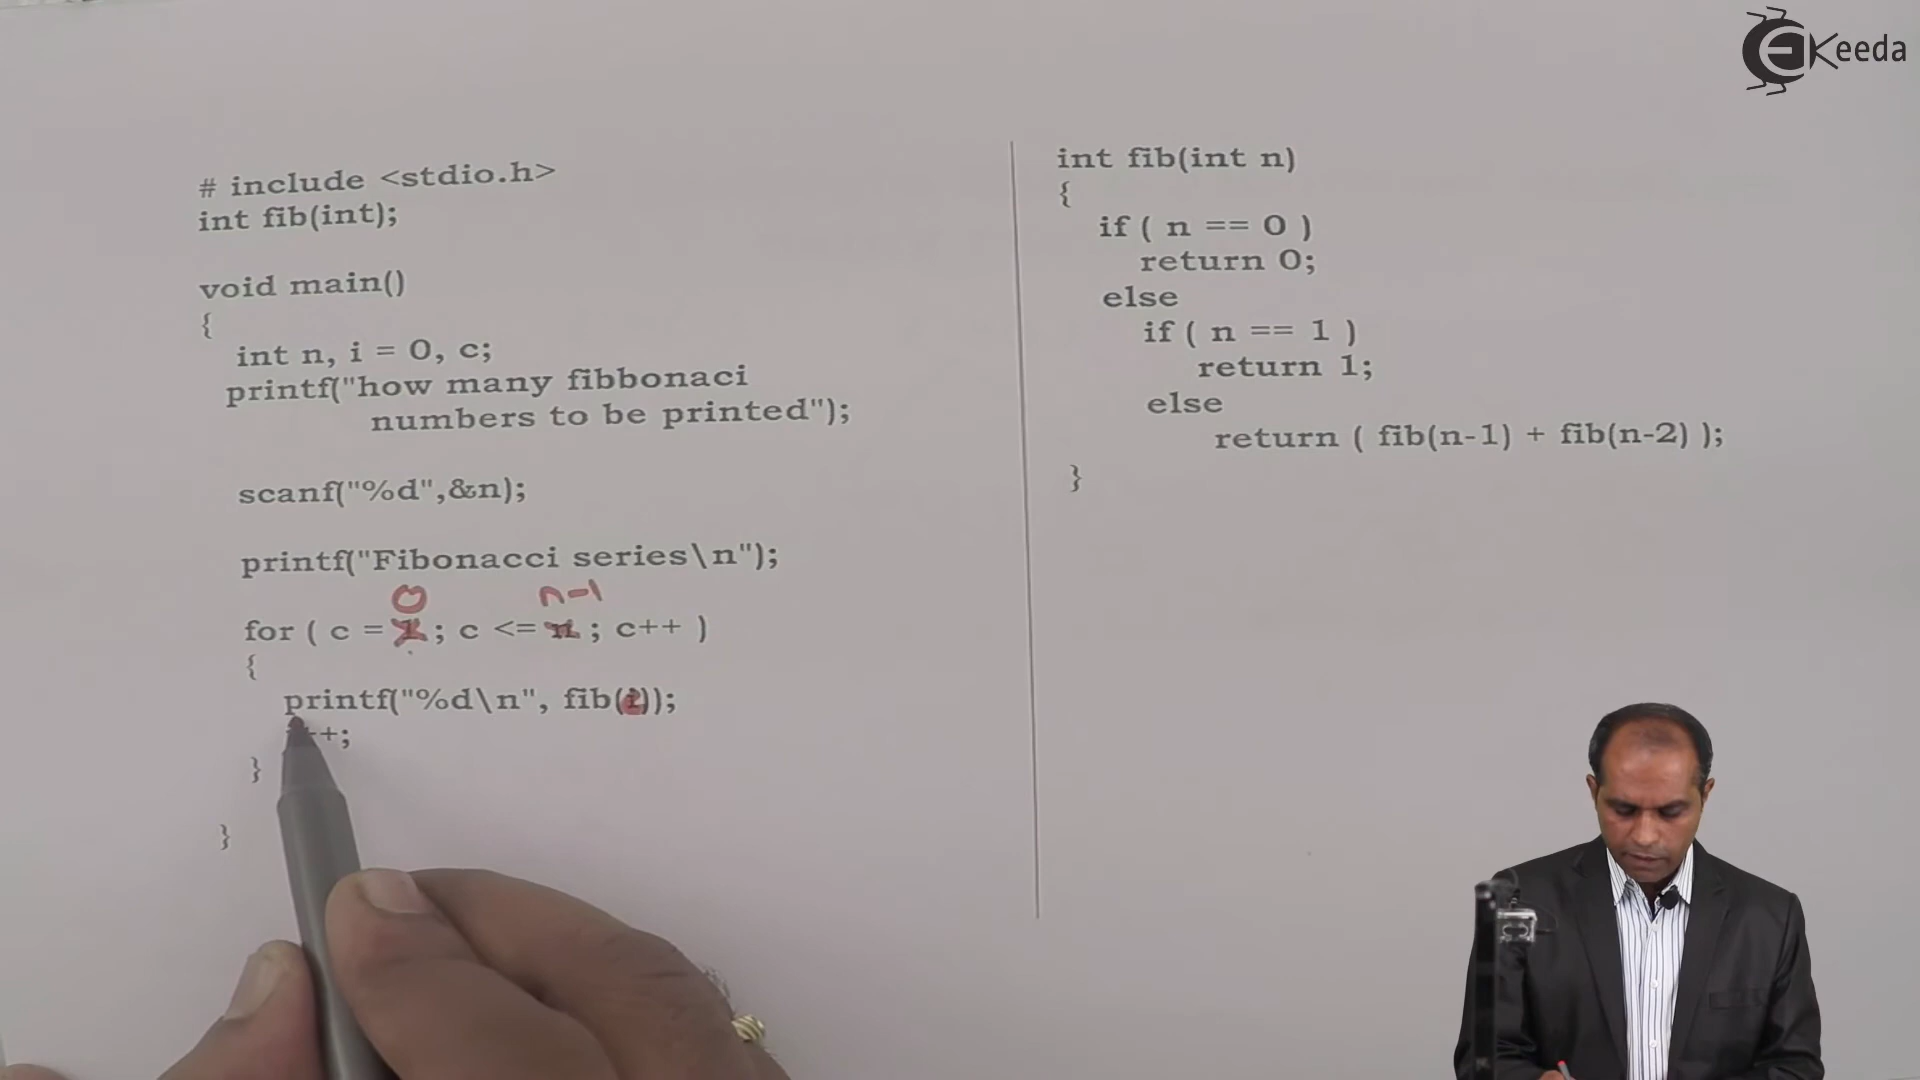 EKeeda
# include <stdio.h>
int fib(int);
void main()
{
int n, i = 0, c;
printf("how many fibbonaci
numbers to be printed");
scanf("%d",&n);
printf("Fibonacci series\n");
0 n-1
for ( c = 1; c <= n; c++ )
{
printf("%d\n", fib(i));
++;
}
}
int fib(int n)
{
if ( n == 0 )
return 0;
else
if ( n == 1 )
return 1;
else
return ( fib(n-1) + fib(n-2) );
}